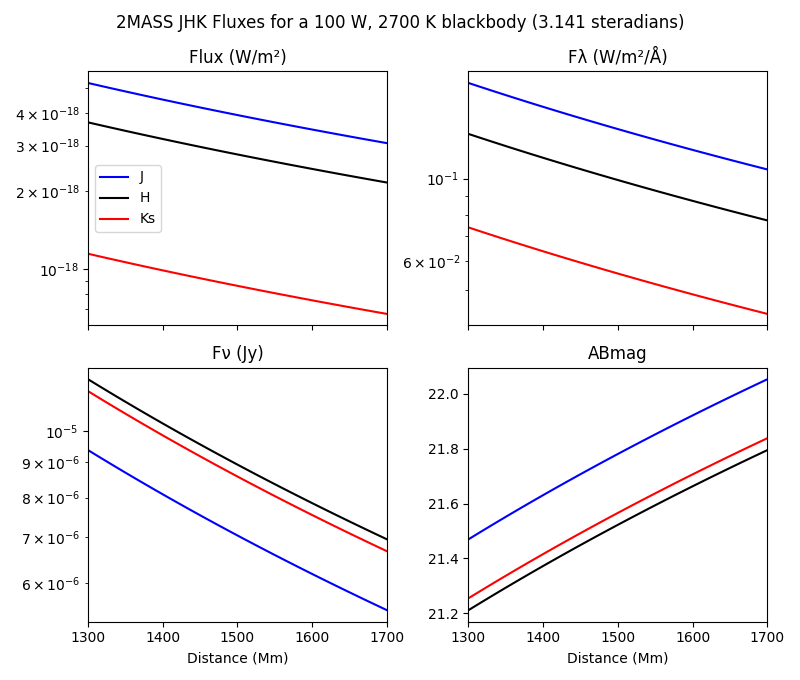 2MASS JHK Fluxes for a 100 W, 2700 K blackbody (3.141 steradians)
Flux (W/m²)
4×10⁻¹⁸
3×10⁻¹⁸
2×10⁻¹⁸
10⁻¹⁸
J
H
Ks
Fλ (W/m²/Å)
10⁻¹
6×10⁻²
Fν (Jy)
10⁻⁵
9×10⁻⁶
8×10⁻⁶
7×10⁻⁶
6×10⁻⁶
1300 1400 1500 1600 1700
Distance (Mm)
ABmag
22.0
21.8
21.6
21.4
21.2
1300 1400 1500 1600 1700
Distance (Mm)